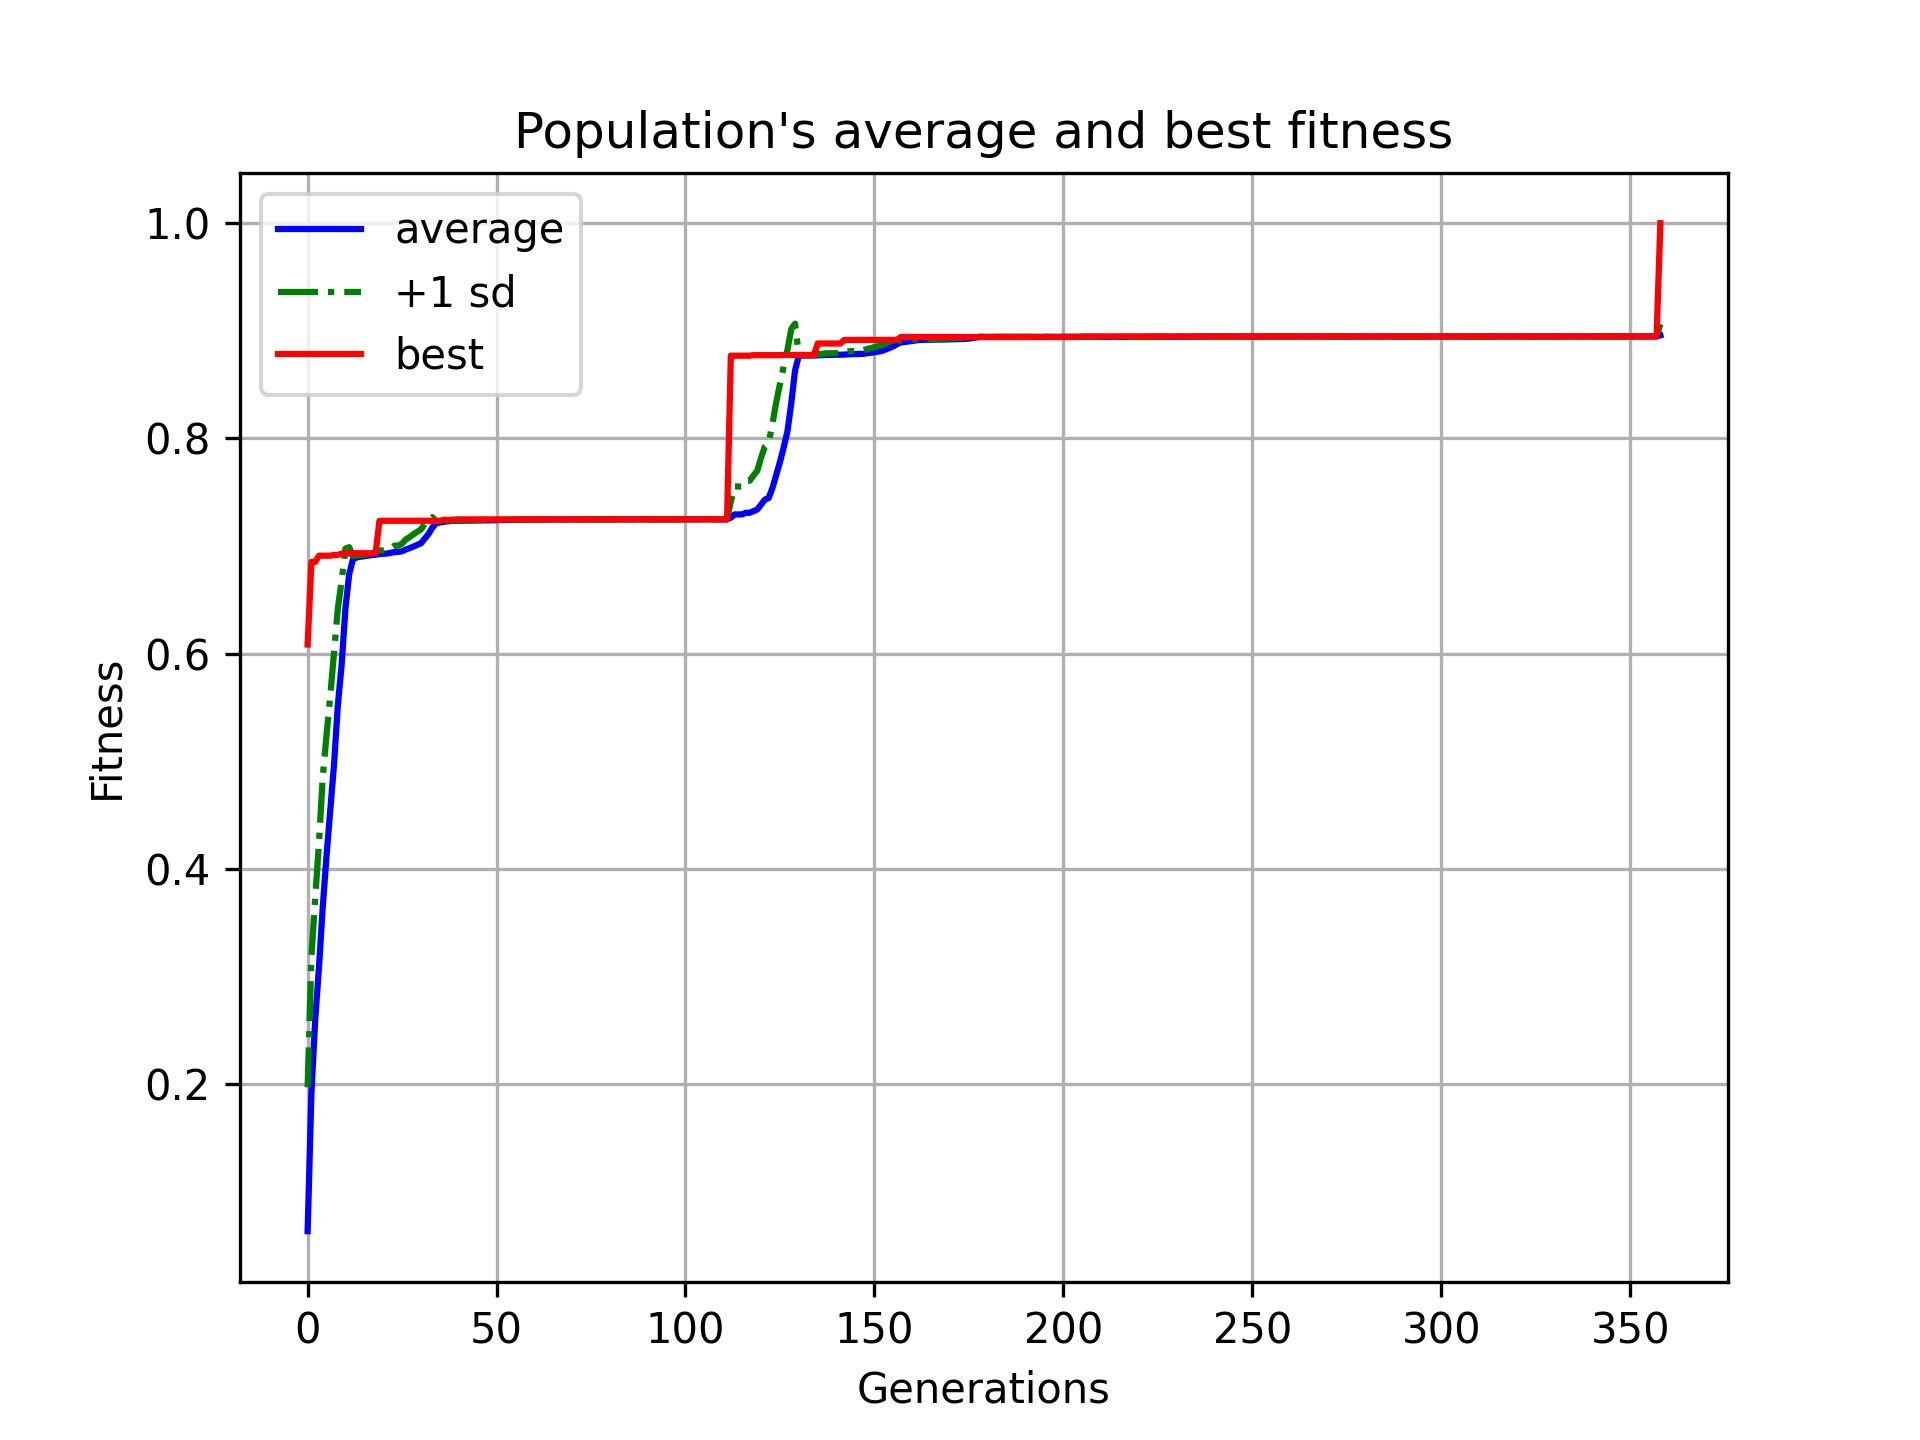 Population's average and best fitness
average
+1 sd
best
1.0
0.8
0.6
0.4
0.2
Fitness
0 50 100 150 200 250 300 350
Generations